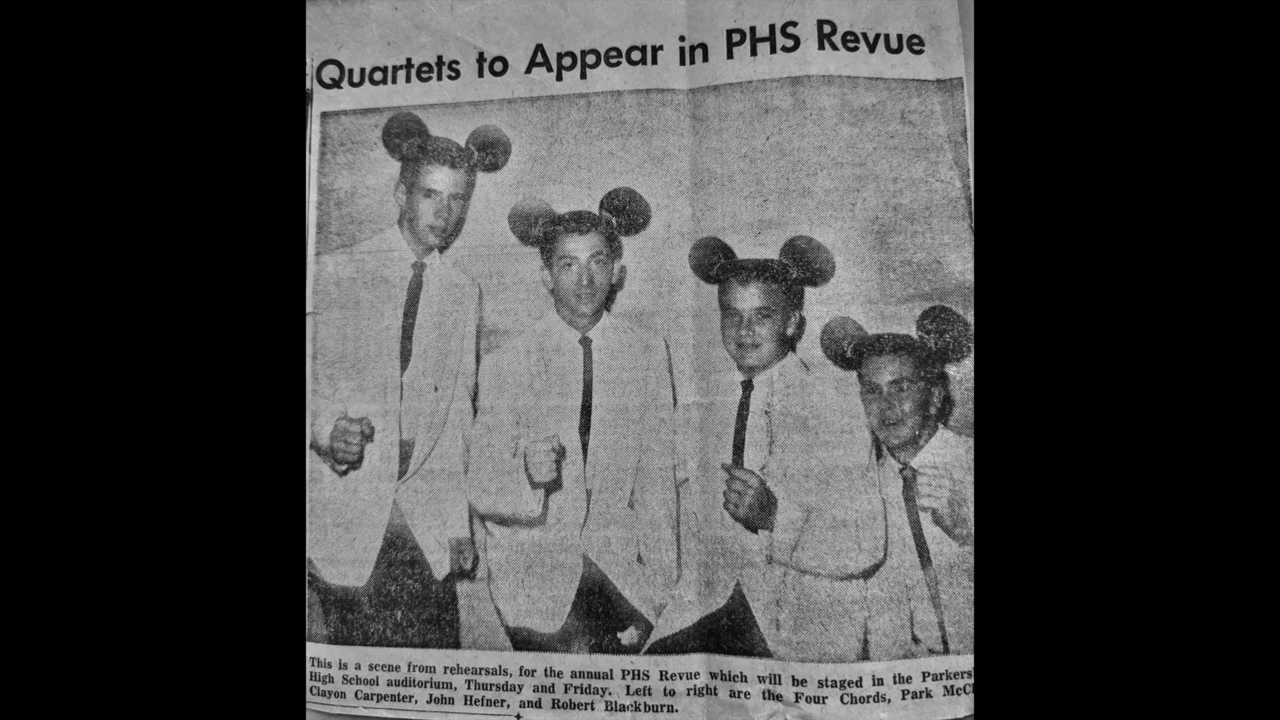 Quartets to Appear in PHS Revue
This is a scene from rehearsals, for the annual PHS Revue which will be staged in the Parkers
High School auditorium, Thursday and Friday. Left to right are the Four Chords, Park McCl
Clayon Carpenter, John Hefner, and Robert Blackburn.